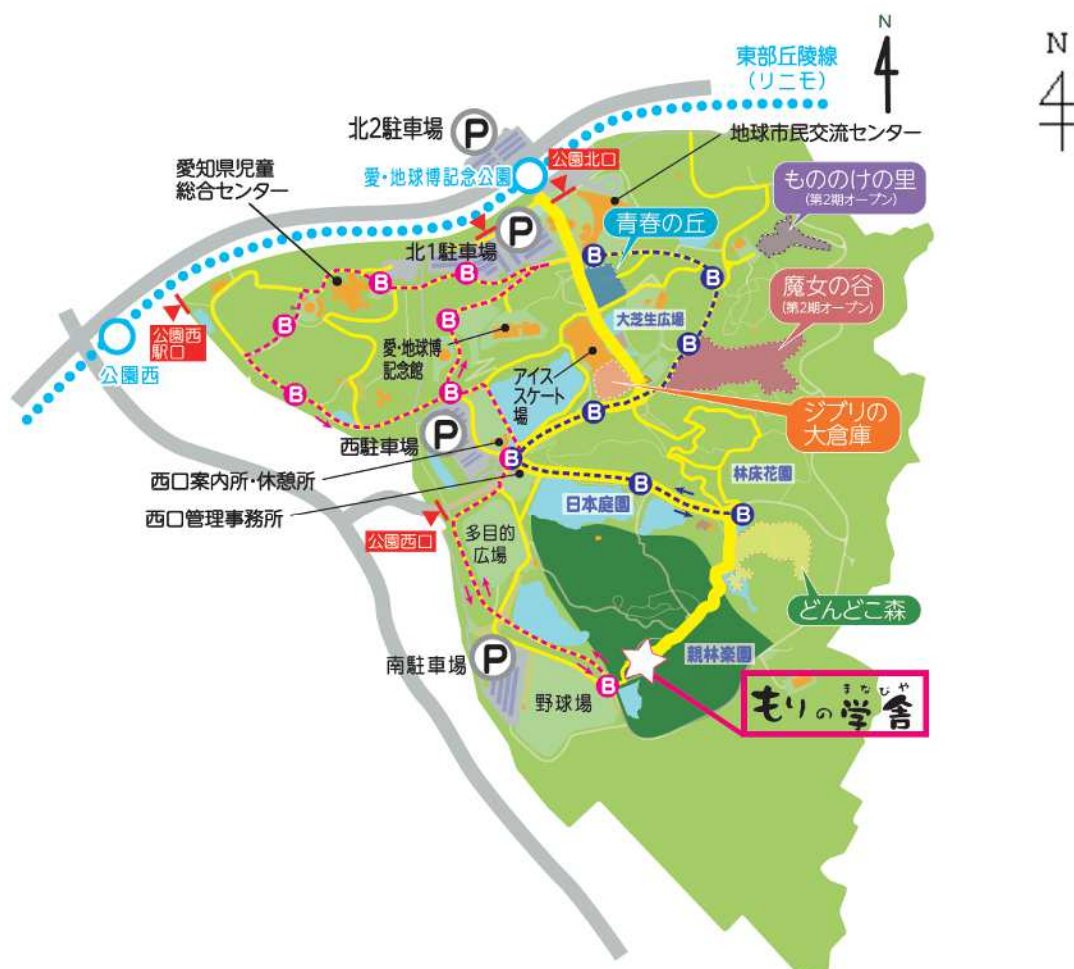 N
N
東部丘陵線
(リニモ)
北2駐車場
P
地球市民交流センター
公園北口
愛知県児童
総合センター
愛・地球博記念公園
もののけの里
(第2期オープン)
青春の丘
P
北1駐車場
B
B
B
B
魔女の谷
(第2期オープン)
大芝生広場
B
B
B
公園西
駅口
公園西
愛・地球博
記念館
アイス
スケート
場
B
B
B
ジブリの
大倉庫
西駐車場
P
B
林床花園
西口案内所・休憩所
B
日本庭園
B
西口管理事務所
公園西口
多目的
広場
どんどこ森
南駐車場
P
親林楽園
B
野球場
まなびや
もりの学舎